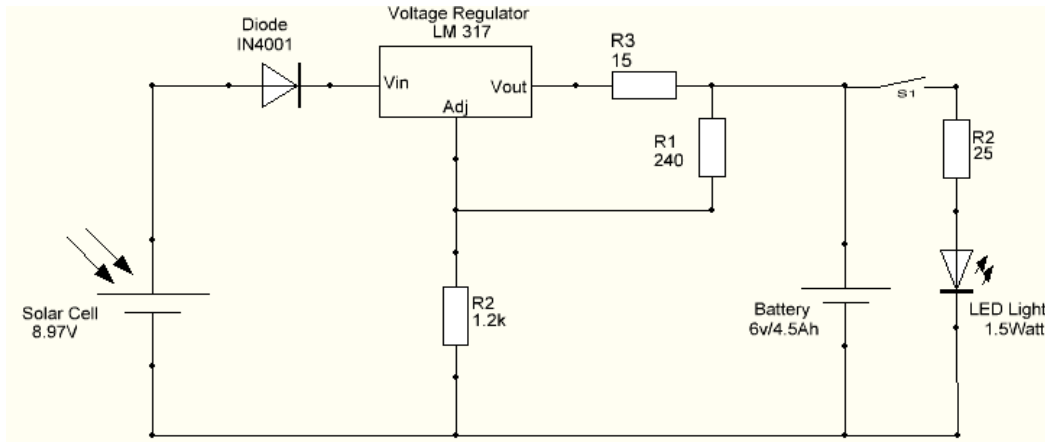 Voltage Regulator
LM 317
Diode
IN4001
Vin
Vout
Adj
R3
15
R1
240
S1
R2
25
Solar Cell
8.97V
R2
1.2k
Battery
6v/4.5Ah
LED Light
1.5Watt